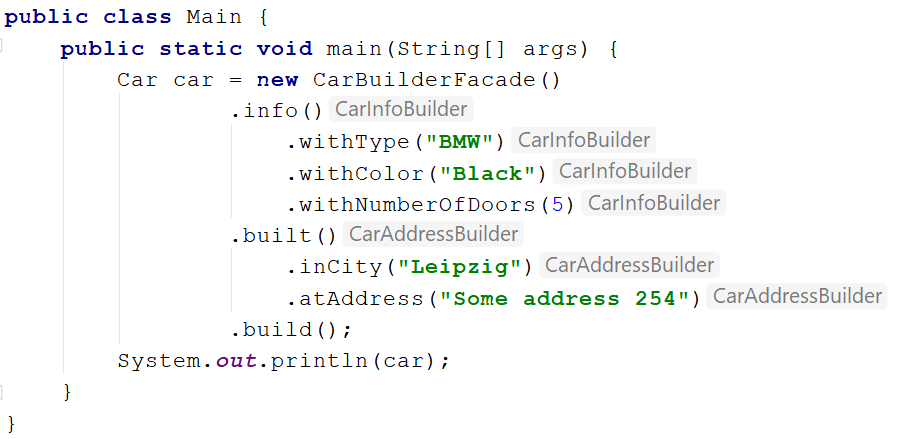 public class Main {
    public static void main(String[] args) {
        Car car = new CarBuilderFacade()
                .info() CarInfoBuilder
                    .withType("BMW") CarInfoBuilder
                    .withColor("Black") CarInfoBuilder
                    .withNumberOfDoors(5) CarInfoBuilder
                .built() CarAddressBuilder
                    .inCity("Leipzig") CarAddressBuilder
                    .atAddress("Some address 254") CarAddressBuilder
                .build();
        System.out.println(car);
    }
}